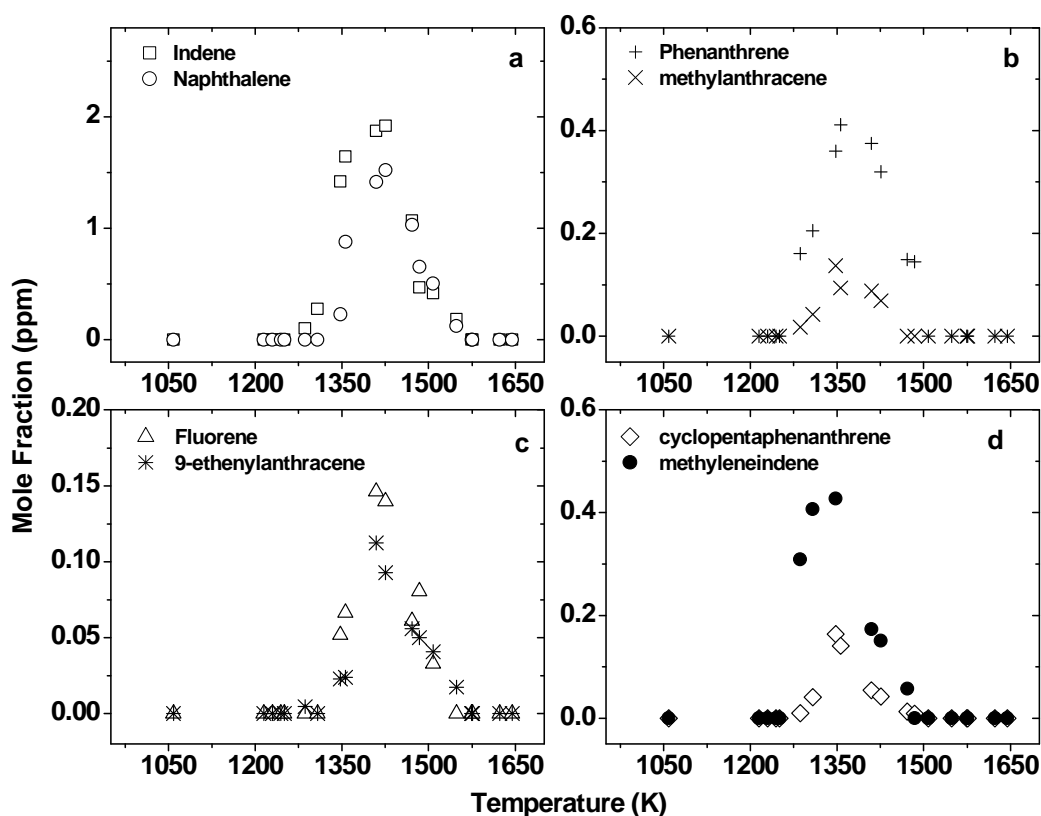 Indene
Naphthalene
a
2
1
0
1050 1200 1350 1500 1650
Phenanthrene
methylanthracene
b
0.6
0.4
0.2
0.0
1050 1200 1350 1500 1650
Fluorene
9-ethenylanthracene
c
0.20
0.15
0.10
0.05
0.00
1050 1200 1350 1500 1650
cyclopentaphenanthrene
methyleneindene
d
0.6
0.4
0.2
0.0
1050 1200 1350 1500 1650
Mole Fraction (ppm)
Temperature (K)